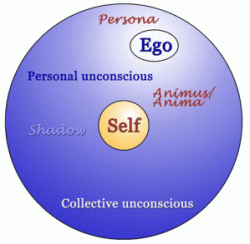 Persona
Ego
Personal unconscious
Animus/
Anima
Shadow
Self
Collective unconscious